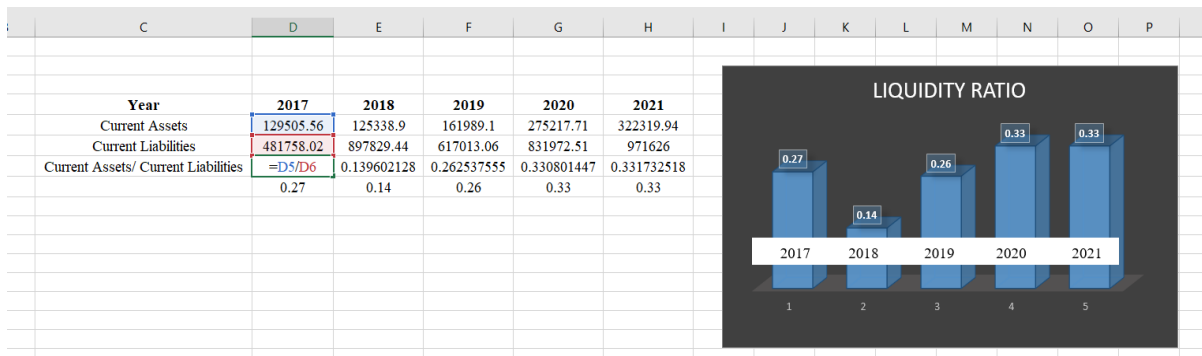 C D E F G H I J K L M N O P
Year 2017 2018 2019 2020 2021
Current Assets 129505.56 125338.9 161989.1 275217.71 322319.94
Current Liabilities 481758.02 897829.44 617013.06 831972.51 971626
Current Assets/ Current Liabilities =D5/D6 0.139602128 0.262537555 0.330801447 0.331732518
0.27 0.14 0.26 0.33 0.33
LIQUIDITY RATIO
0.27 0.14 0.26 0.33 0.33
2017 2018 2019 2020 2021
1 2 3 4 5